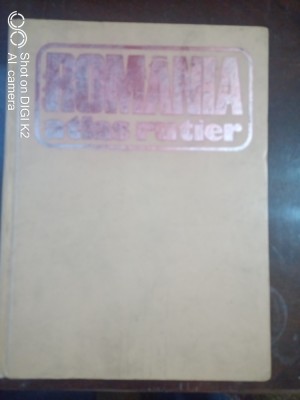 ROMANIA
atlas rutier
Shot on DIGI K2
AI camera